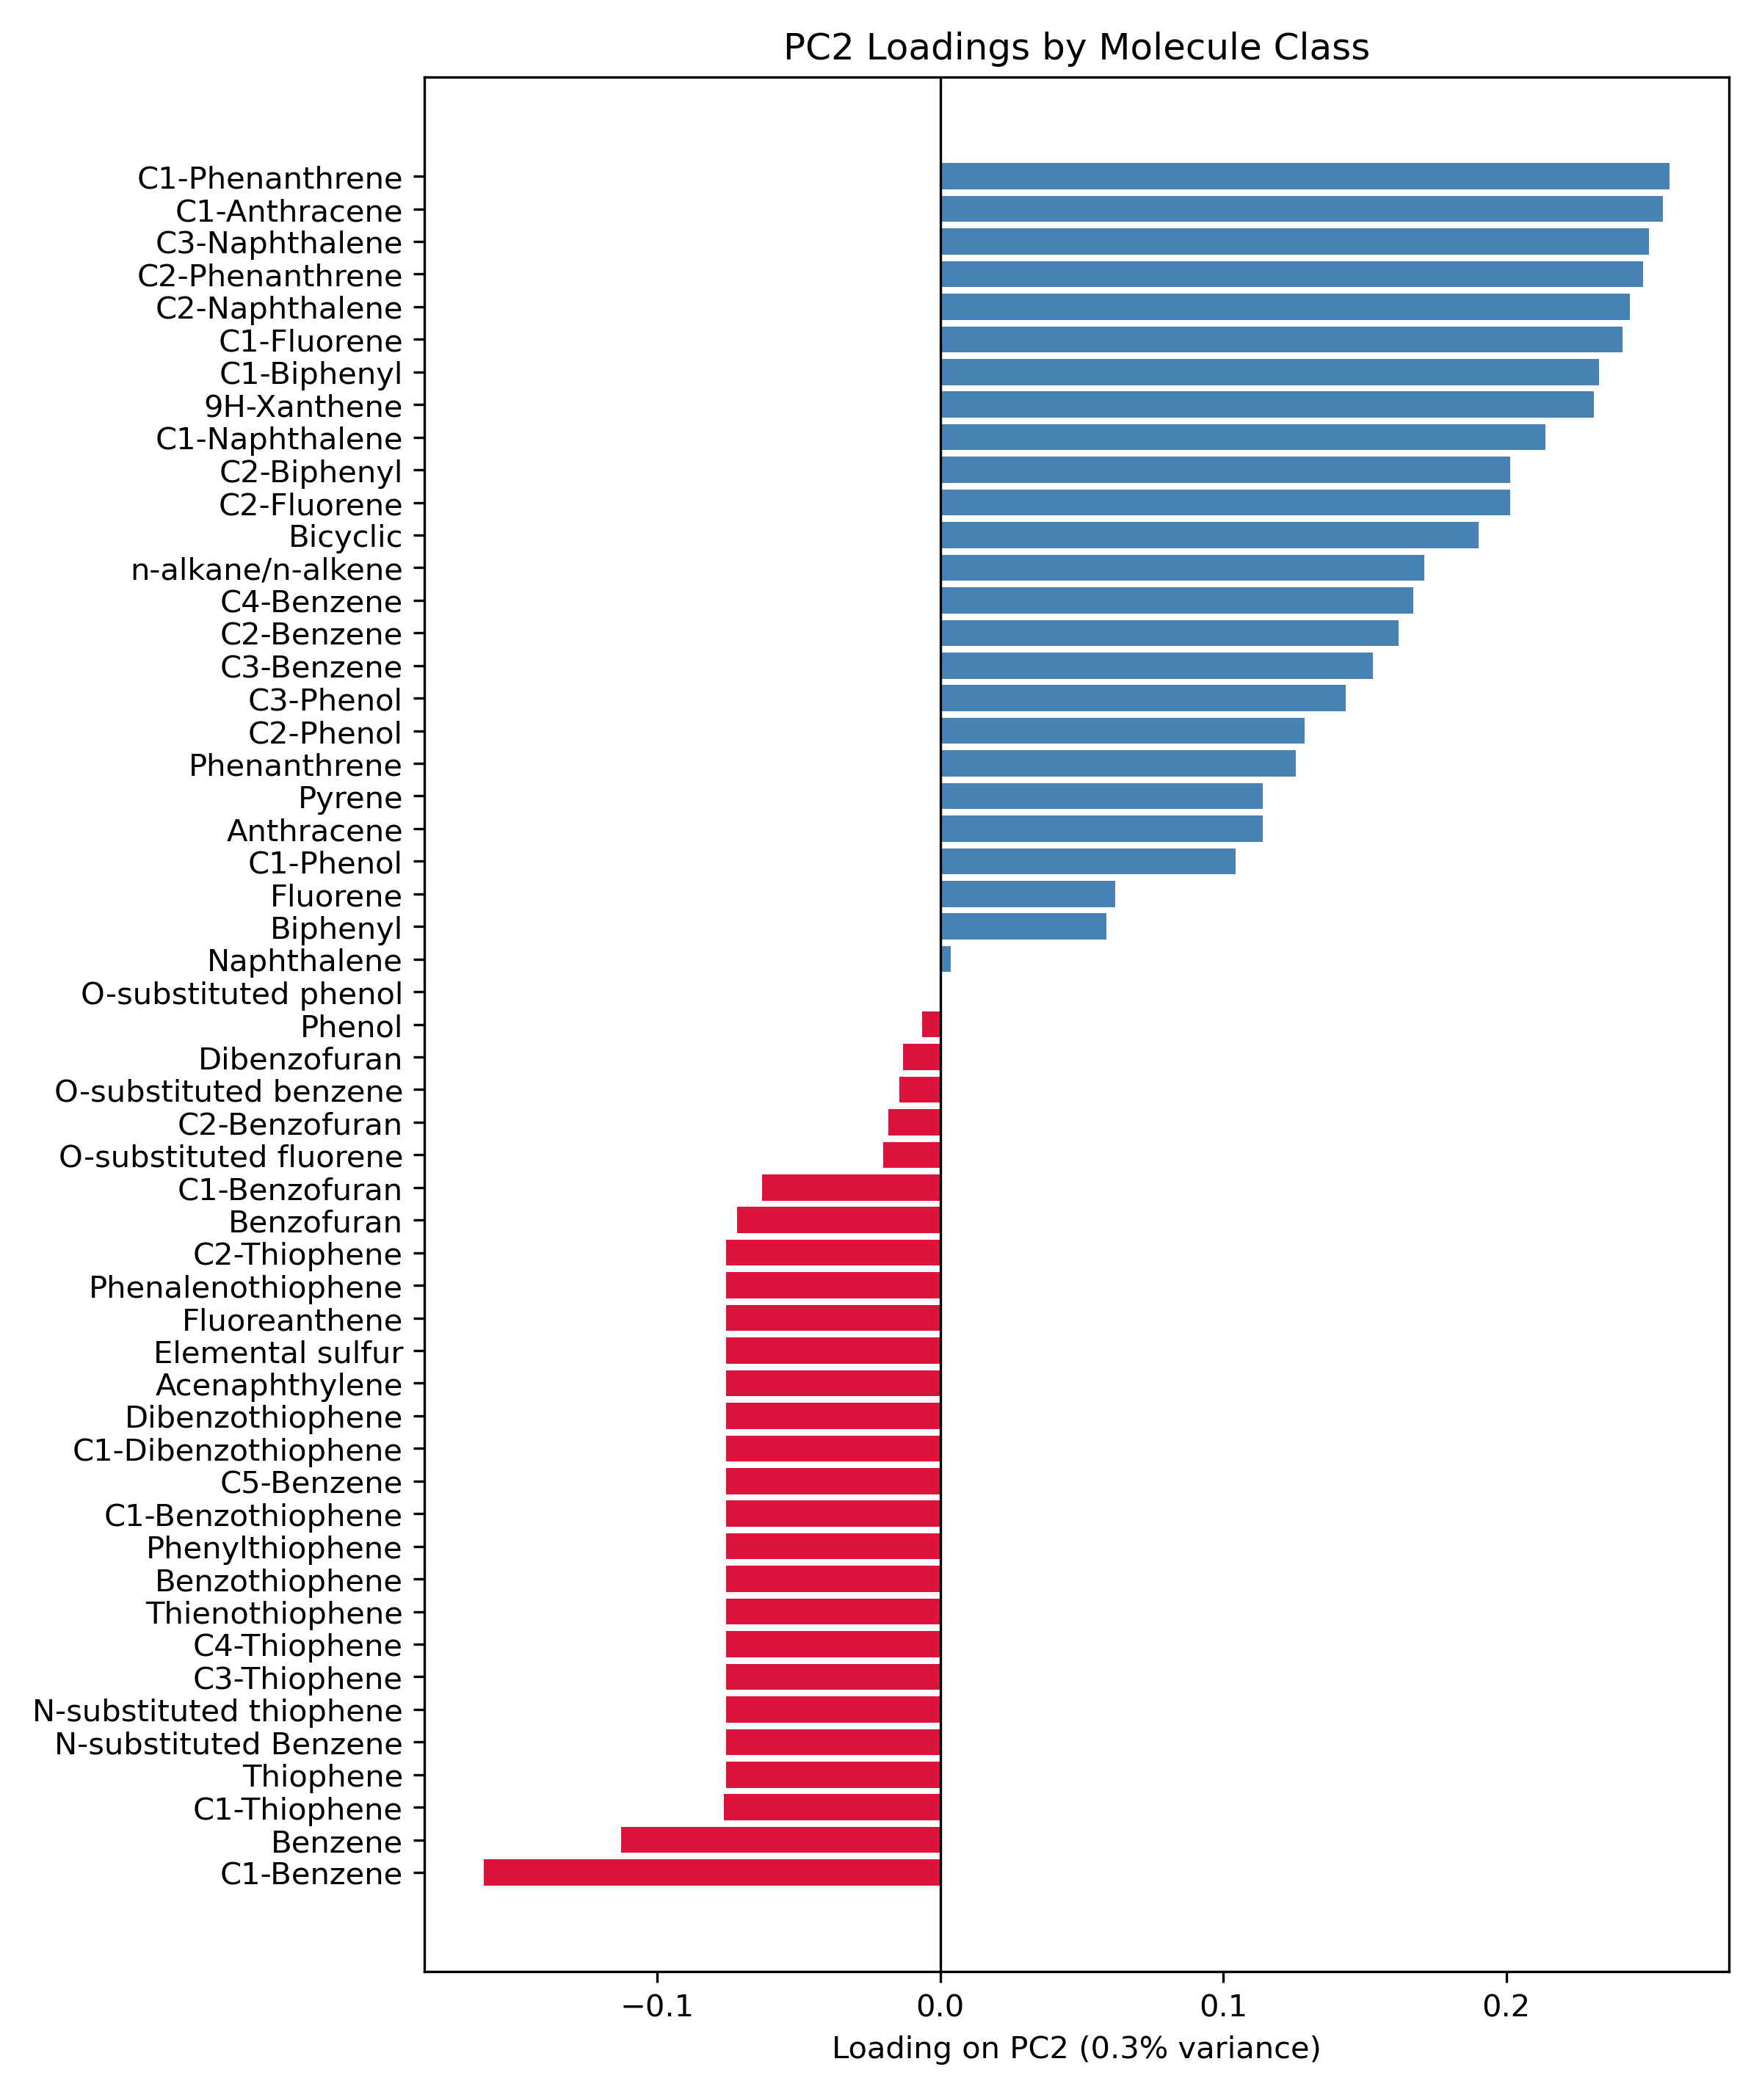 PC2 Loadings by Molecule Class
C1-Phenanthrene
C1-Anthracene
C3-Naphthalene
C2-Phenanthrene
C2-Naphthalene
C1-Fluorene
C1-Biphenyl
9H-Xanthene
C1-Naphthalene
C2-Biphenyl
C2-Fluorene
Bicyclic
n-alkane/n-alkene
C4-Benzene
C2-Benzene
C3-Benzene
C3-Phenol
C2-Phenol
Phenanthrene
Pyrene
Anthracene
C1-Phenol
Fluorene
Biphenyl
Naphthalene
O-substituted phenol
Phenol
Dibenzofuran
O-substituted benzene
C2-Benzofuran
O-substituted fluorene
C1-Benzofuran
Benzofuran
C2-Thiophene
Phenalenothiophene
Fluoreanthene
Elemental sulfur
Acenaphthylene
Dibenzothiophene
C1-Dibenzothiophene
C5-Benzene
C1-Benzothiophene
Phenylthiophene
Benzothiophene
Thienothiophene
C4-Thiophene
C3-Thiophene
N-substituted thiophene
N-substituted Benzene
Thiophene
C1-Thiophene
Benzene
C1-Benzene
−0.1 0.0 0.1 0.2
Loading on PC2 (0.3% variance)